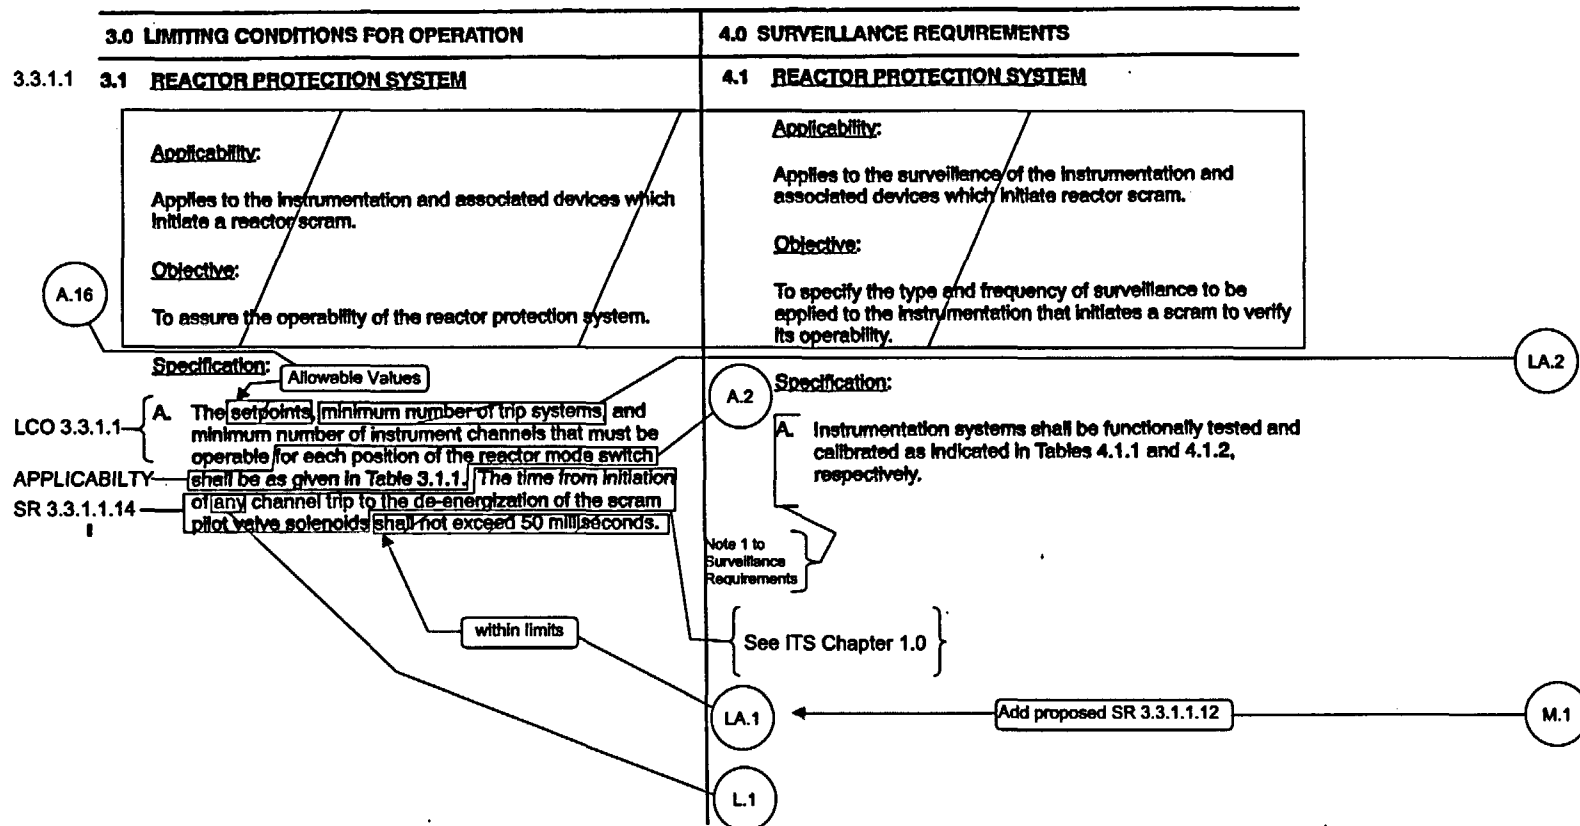 3.0 LIMITING CONDITIONS FOR OPERATION
4.0 SURVEILLANCE REQUIREMENTS
3.3.1.1 3.1 REACTOR PROTECTION SYSTEM
4.1 REACTOR PROTECTION SYSTEM
Applicability:
Applies to the instrumentation and associated devices which
initiate a reactor scram.
Objective:
To assure the operability of the reactor protection system.
Applicability:
Applies to the surveillance of the instrumentation and
associated devices which initiate reactor scram.
Objective:
To specify the type and frequency of surveillance to be
applied to the instrumentation that initiates a scram to verify
its operability.
A.16
LA.2
Specification:
Allowable Values
A.2
LCO 3.3.1.1
A. The setpoints, minimum number of trip systems, and
minimum number of instrument channels that must be
operable for each position of the reactor mode switch
APPLICABILTY
shall be as given in Table 3.1.1. The time from initiation
SR 3.3.1.1.14
of any channel trip to the de-energization of the scram
pilot valve solenoids shall not exceed 50 milliseconds.
Specification:
A. Instrumentation systems shall be functionally tested and
calibrated as indicated in Tables 4.1.1 and 4.1.2,
respectively.
Note 1 to
Surveillance
Requirements
within limits
See ITS Chapter 1.0
LA.1
Add proposed SR 3.3.1.1.12
M.1
L.1